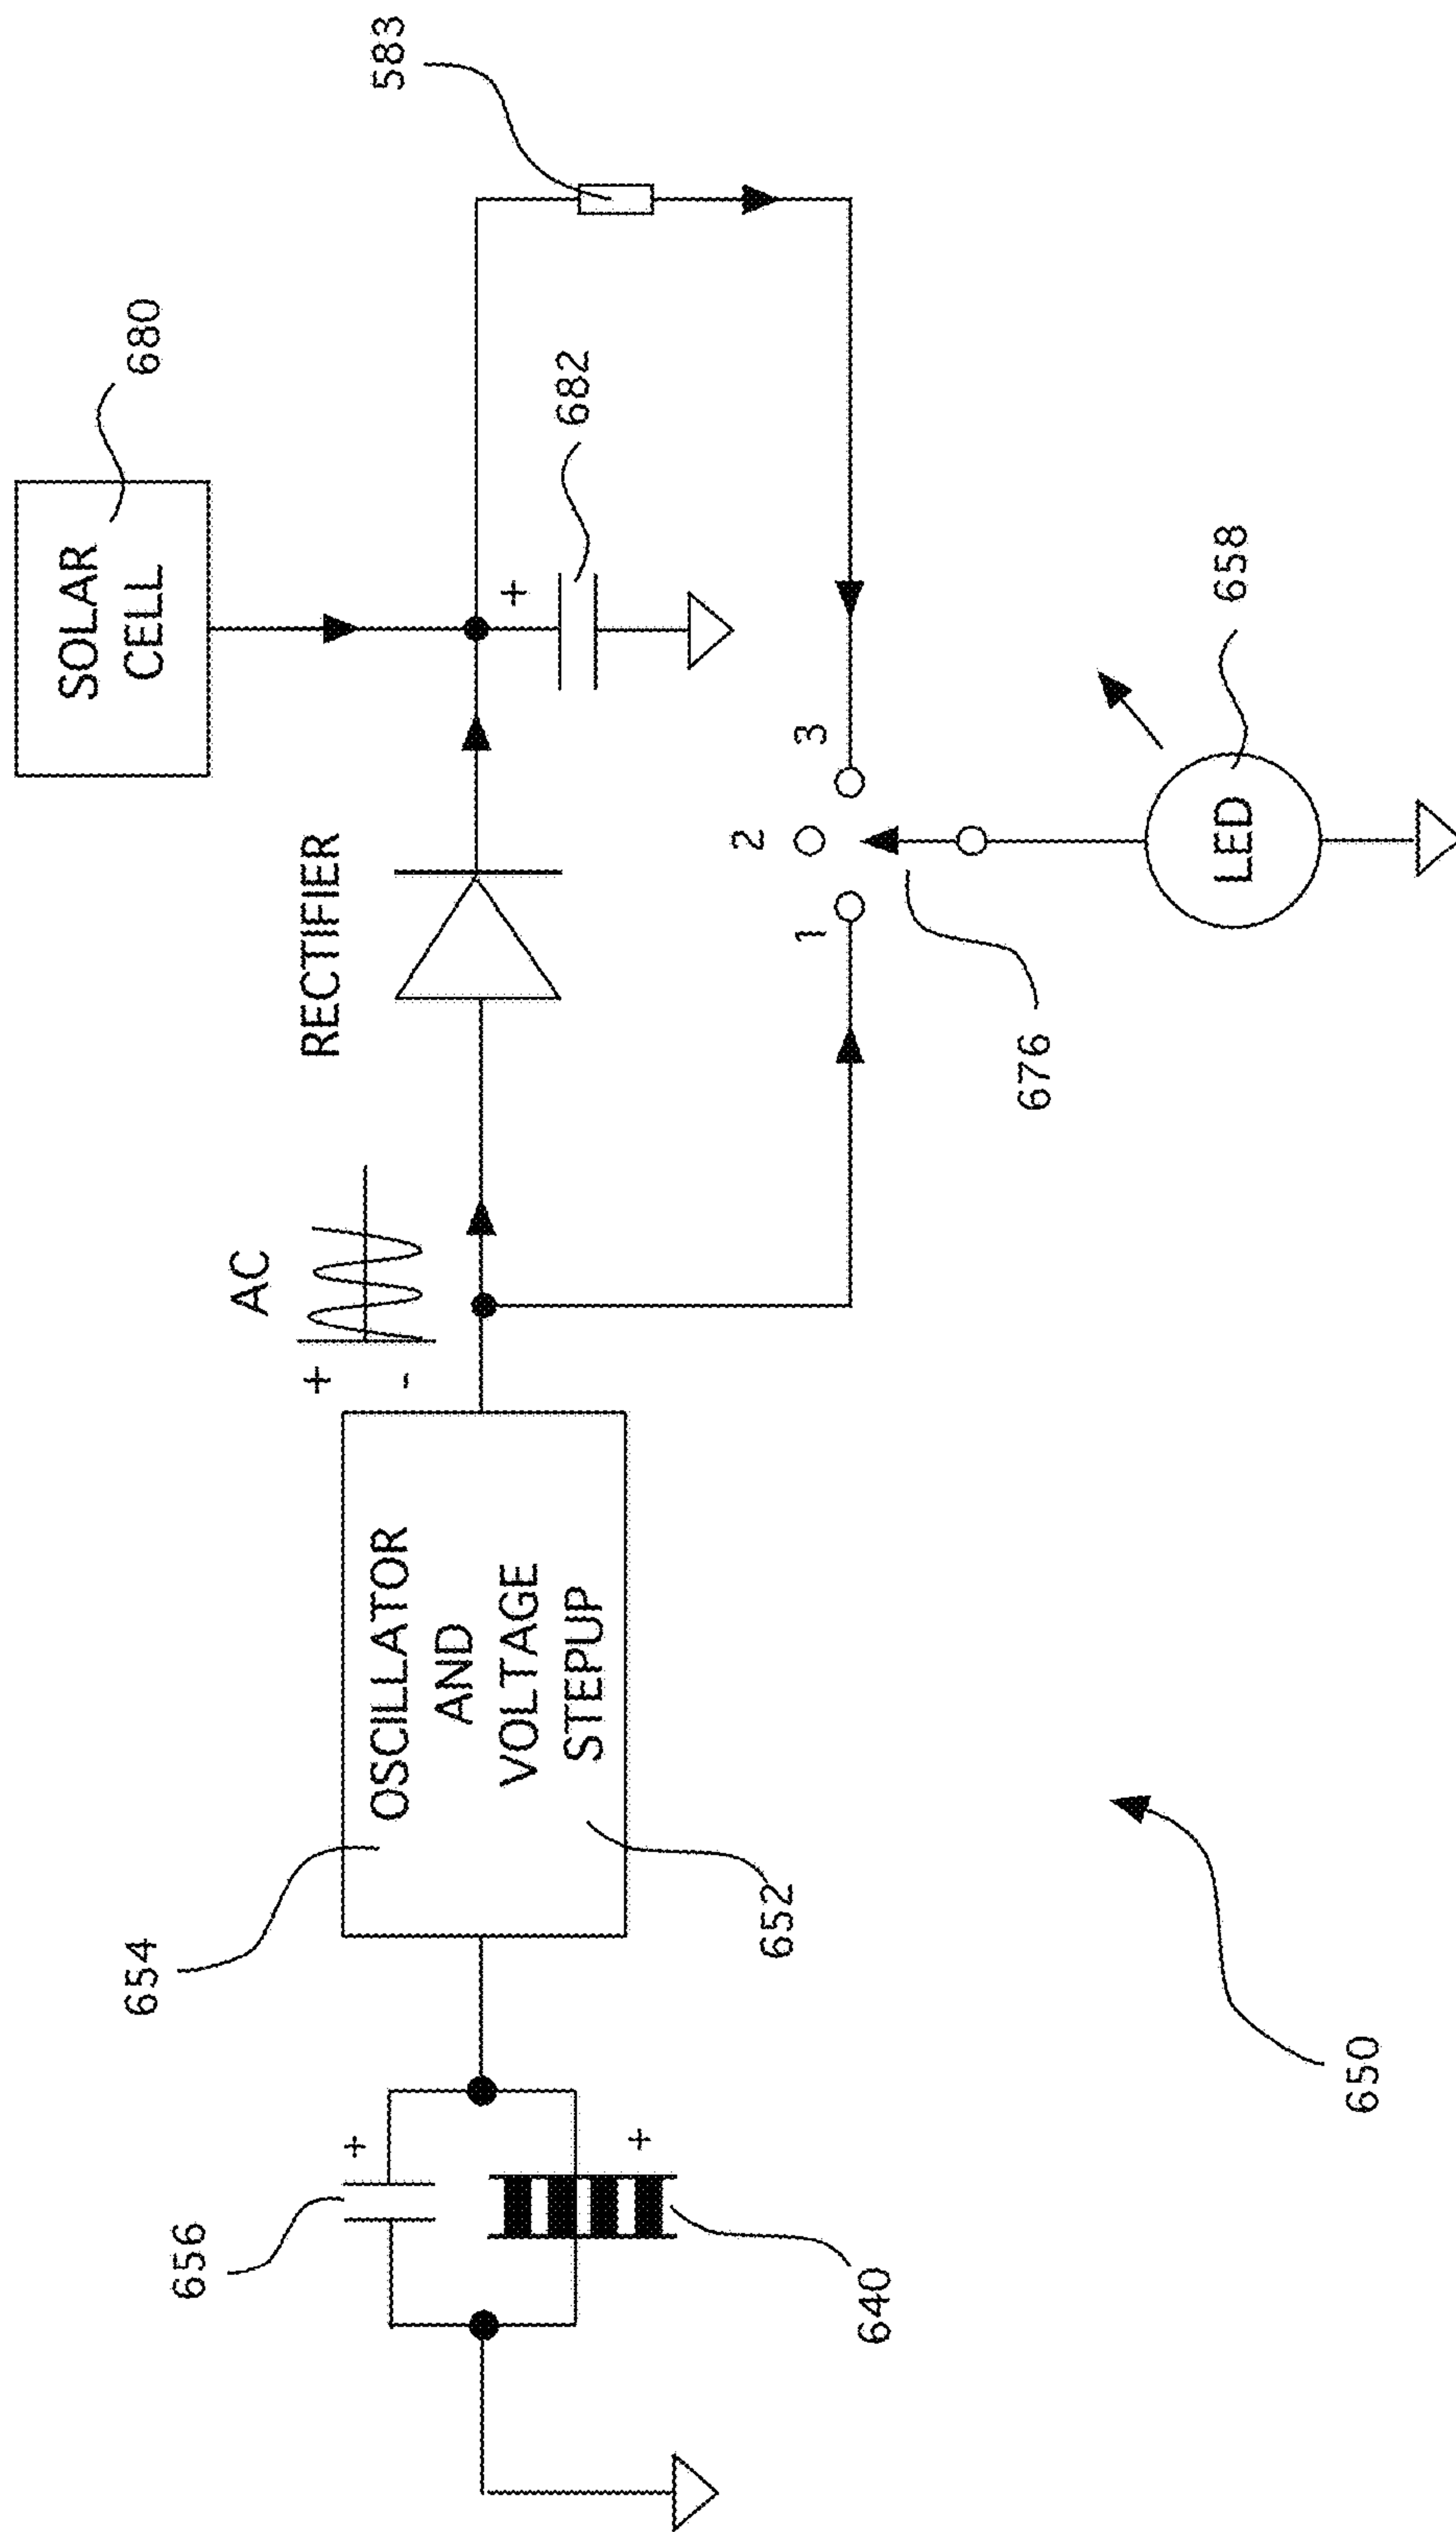 SOLAR
CELL
680
583
RECTIFIER
+
682
AC
+
-
654
OSCILLATOR
AND
VOLTAGE
STEPUP
652
656
+
+
640
1
2
3
676
LED
658
650